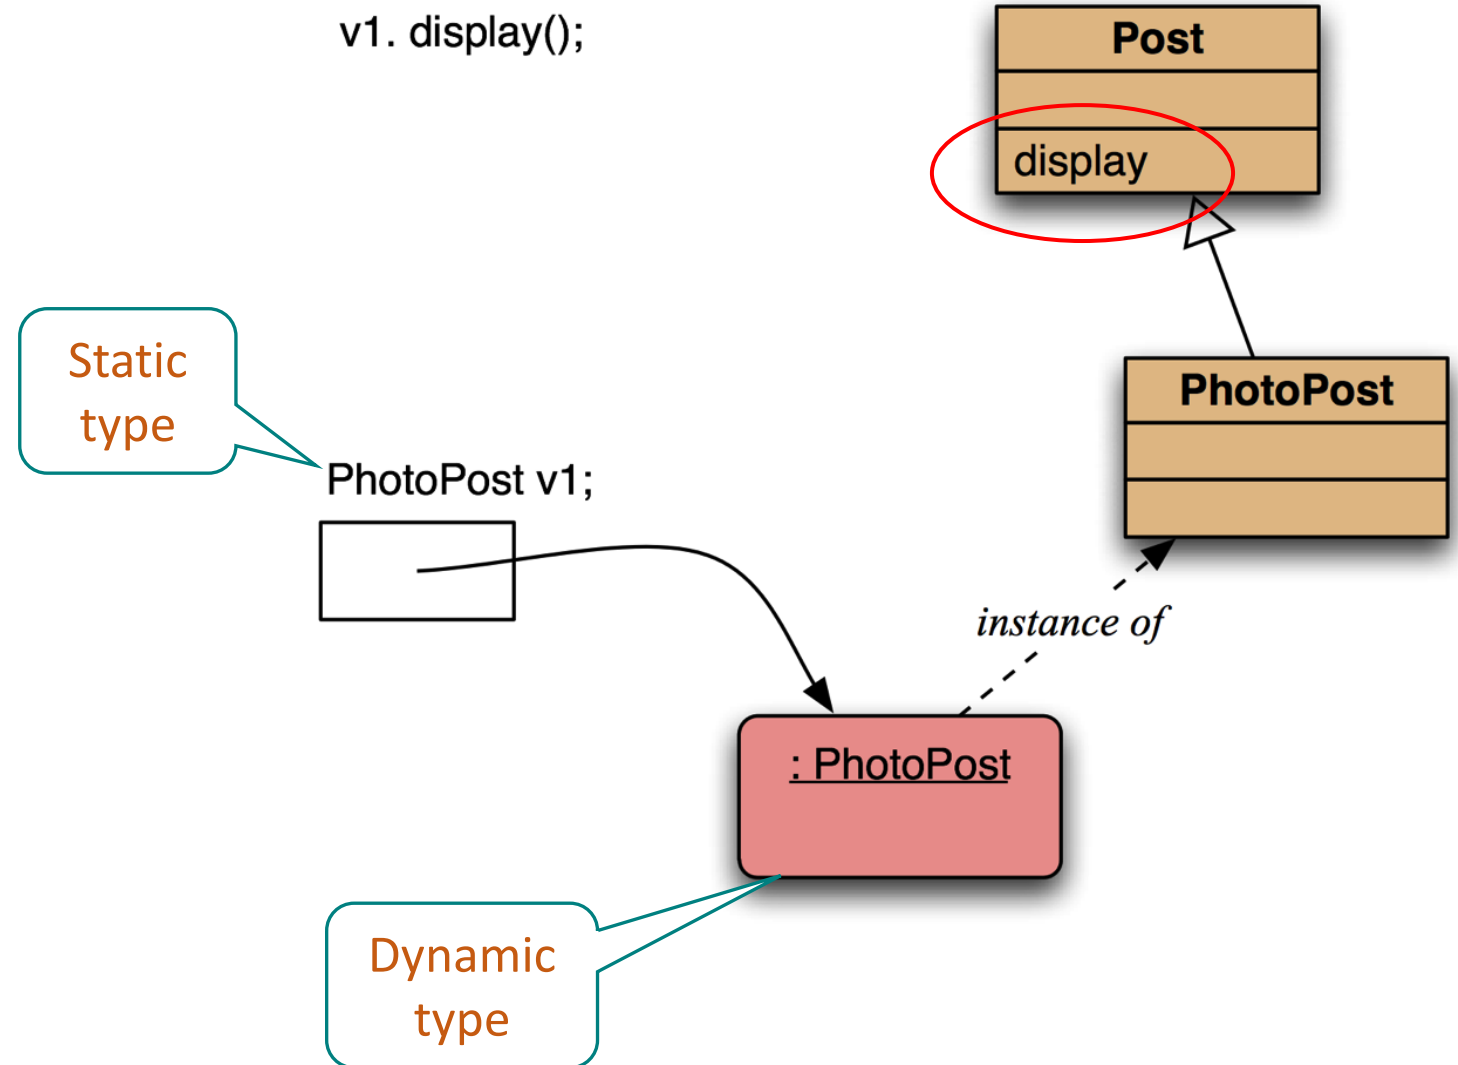 v1. display();
Post
display
Static
type
PhotoPost
PhotoPost v1;
instance of
: PhotoPost
Dynamic
type